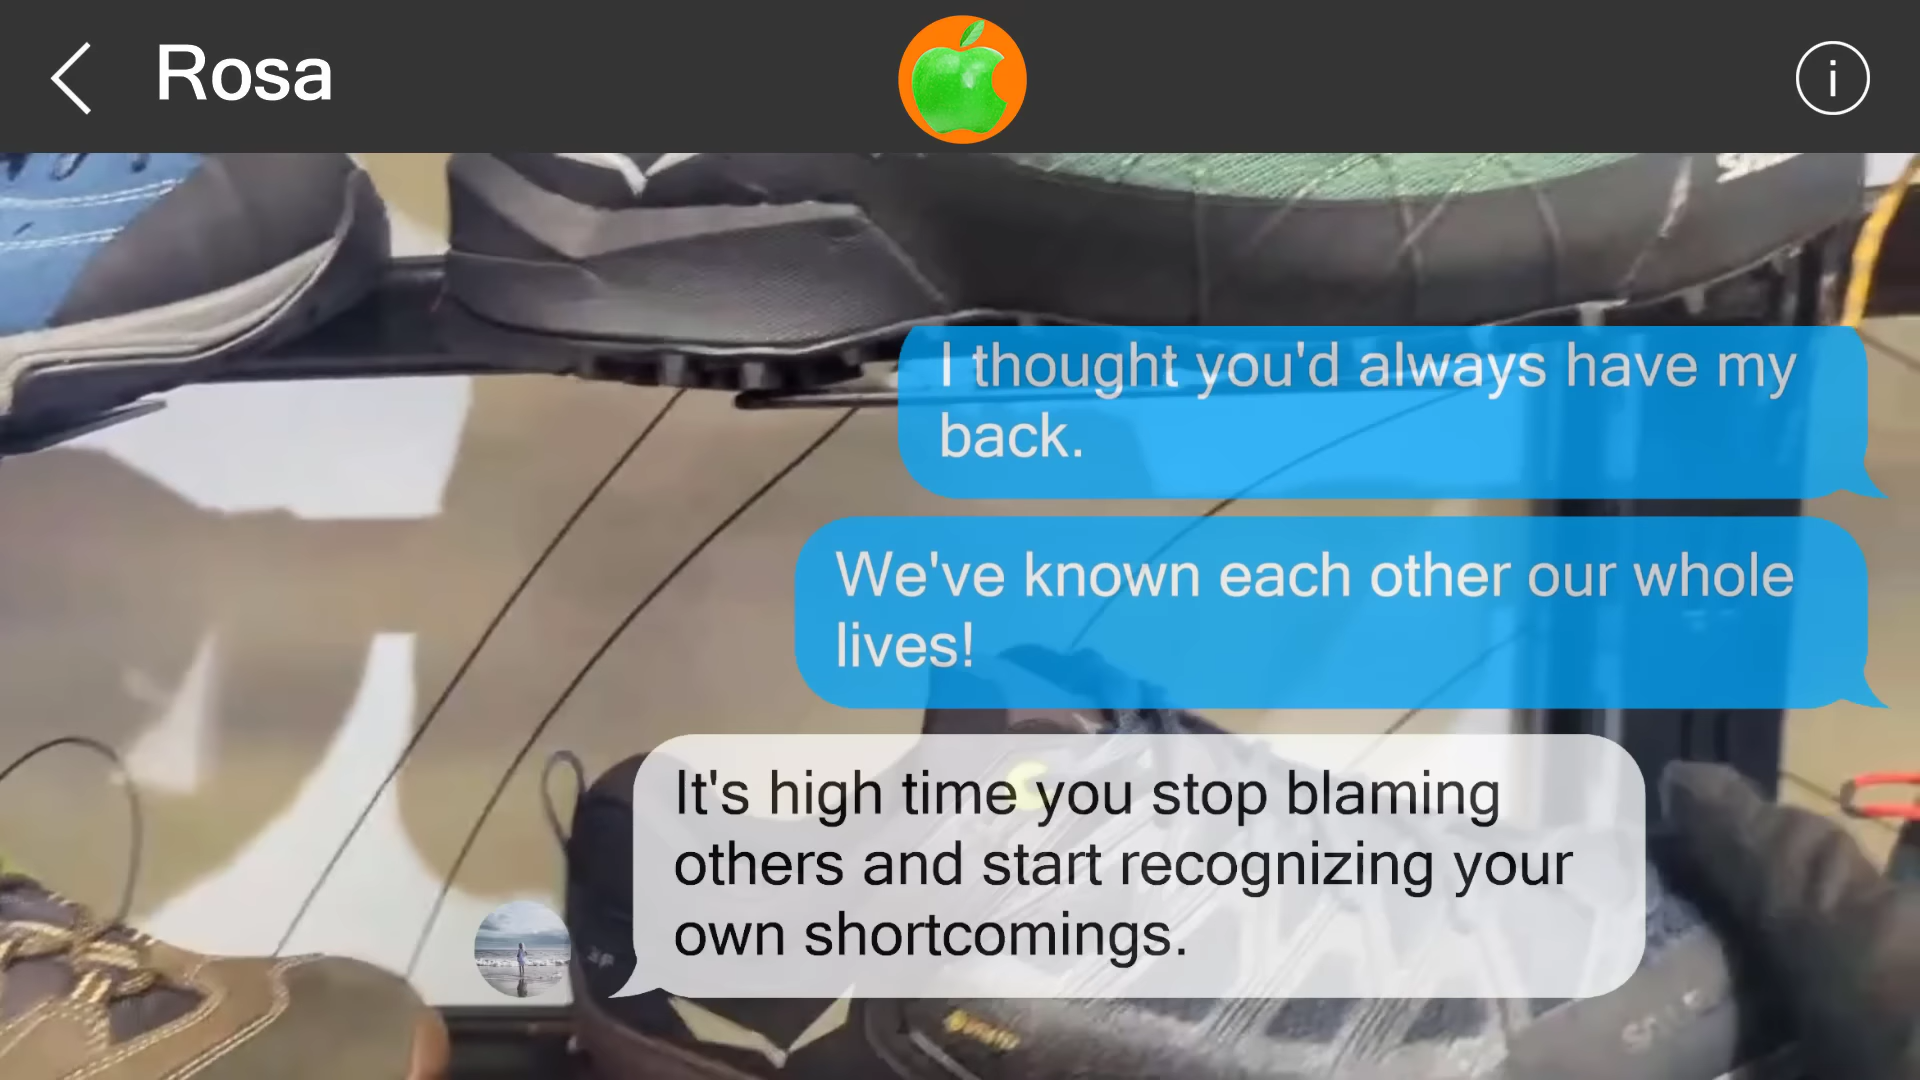 Rosa
I thought you'd always have my
back.
We've known each other our whole
lives!
It's high time you stop blaming
others and start recognizing your
own shortcomings.